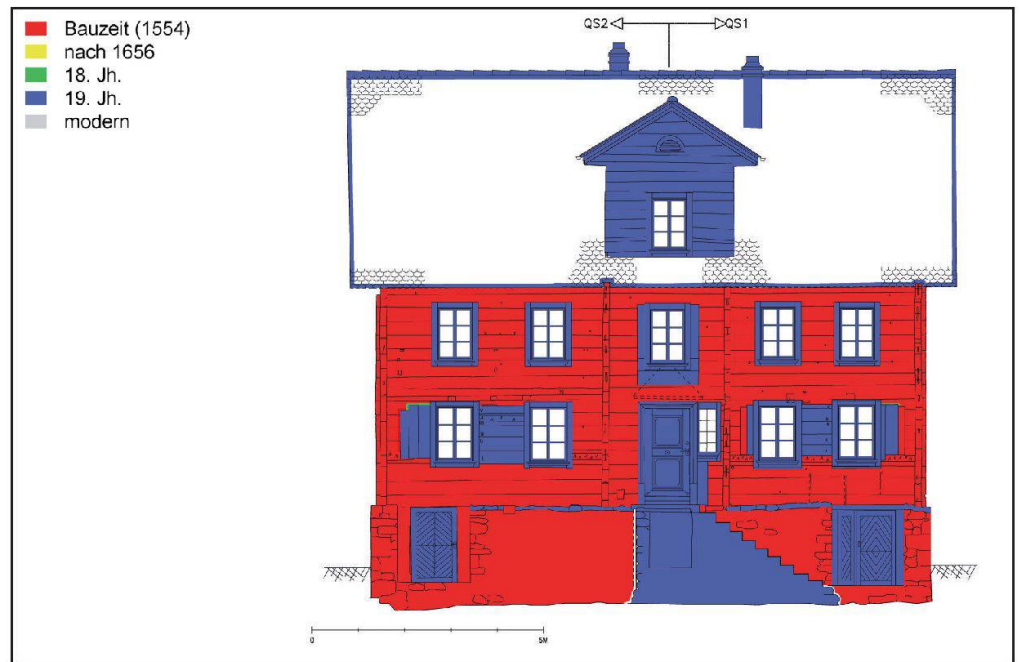 Bauzeit (1554)
nach 1656
18. Jh.
19. Jh.
modern
QS2 QS1
0 5M